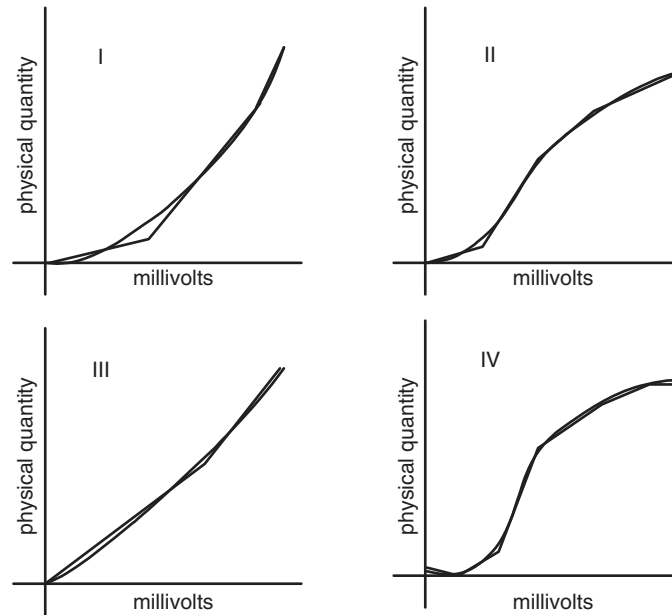 I
physical quantity
millivolts
II
physical quantity
millivolts
III
physical quantity
millivolts
IV
physical quantity
millivolts